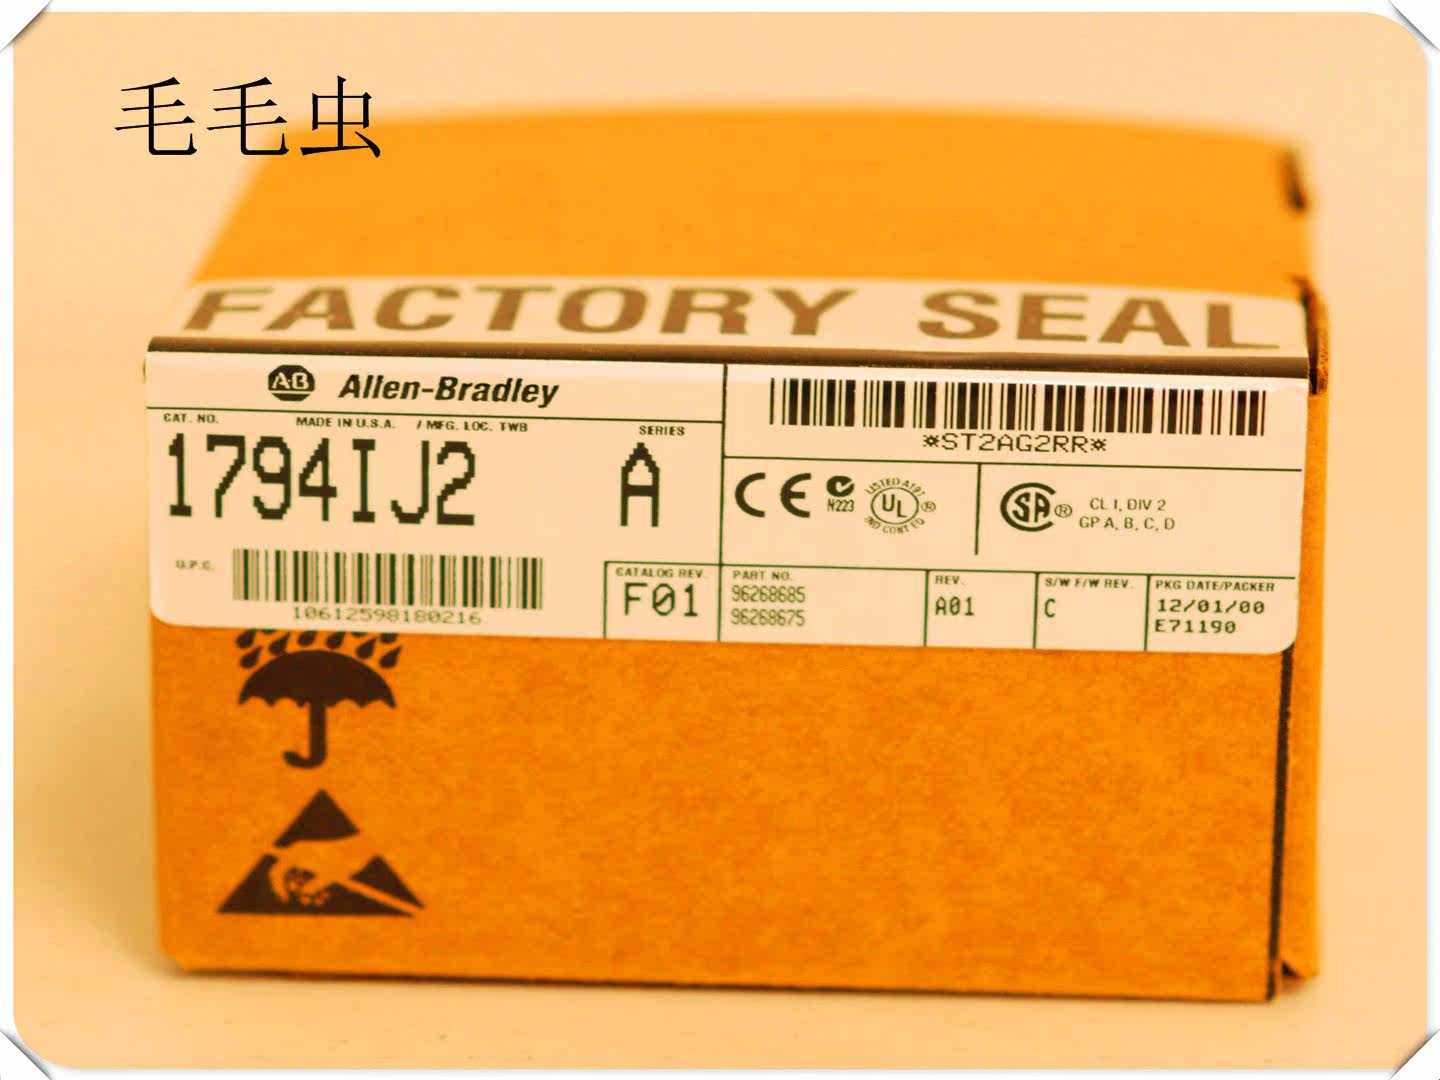 毛毛虫
FACTORY SEAL
AB Allen-Bradley
CAT. NO. MADE IN U.S.A. / MFG. LOC. TWB SERIES
1794IJ2 A
U.P.C.
10612598180216
CATALOG REV.
F01
*ST2AG2RR*
CE N223 LISTED A197 UL IND CONT EQ ®
SA ® CL I, DIV 2
GP A, B, C, D
PART NO.
96268685
96268675
REV.
A01
S/W F/W REV.
C
PKG DATE/PACKER
12/01/00
E71190